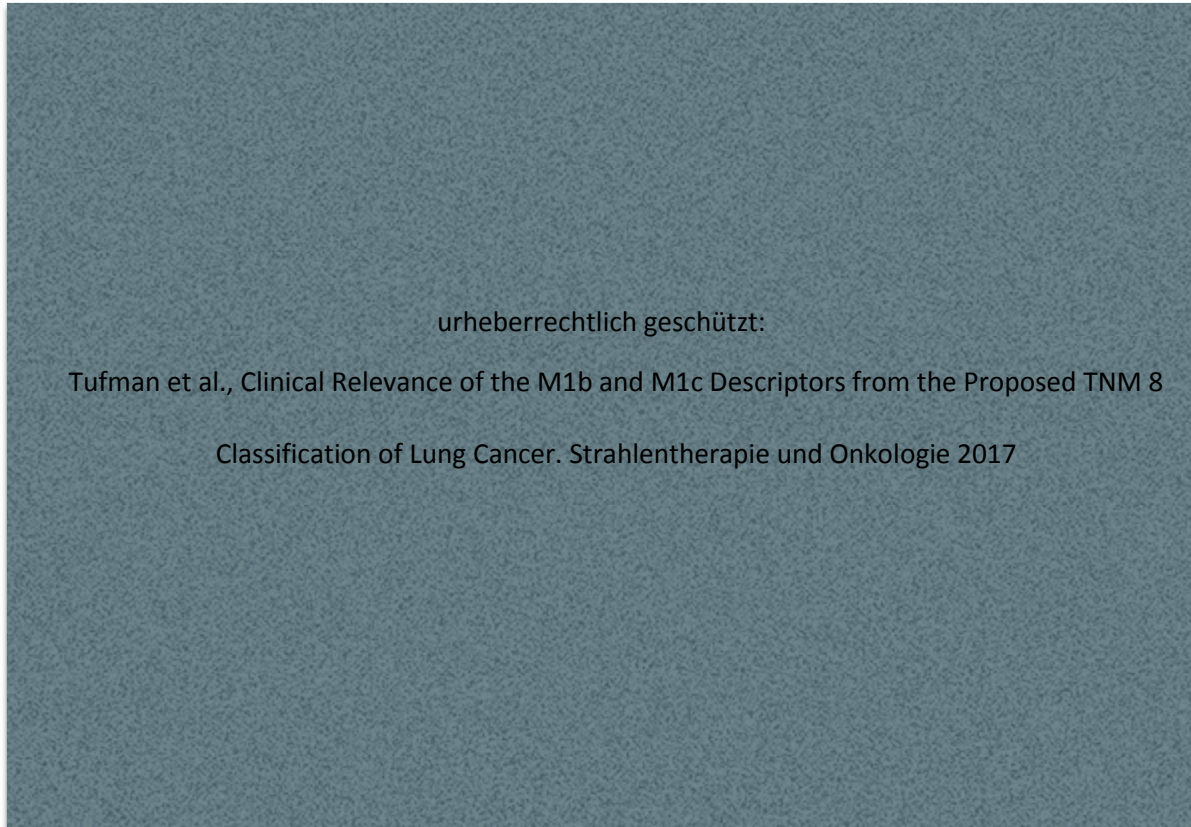 urheberrechtlich geschützt:
Tufman et al., Clinical Relevance of the M1b and M1c Descriptors from the Proposed TNM 8
Classification of Lung Cancer. Strahlentherapie und Onkologie 2017